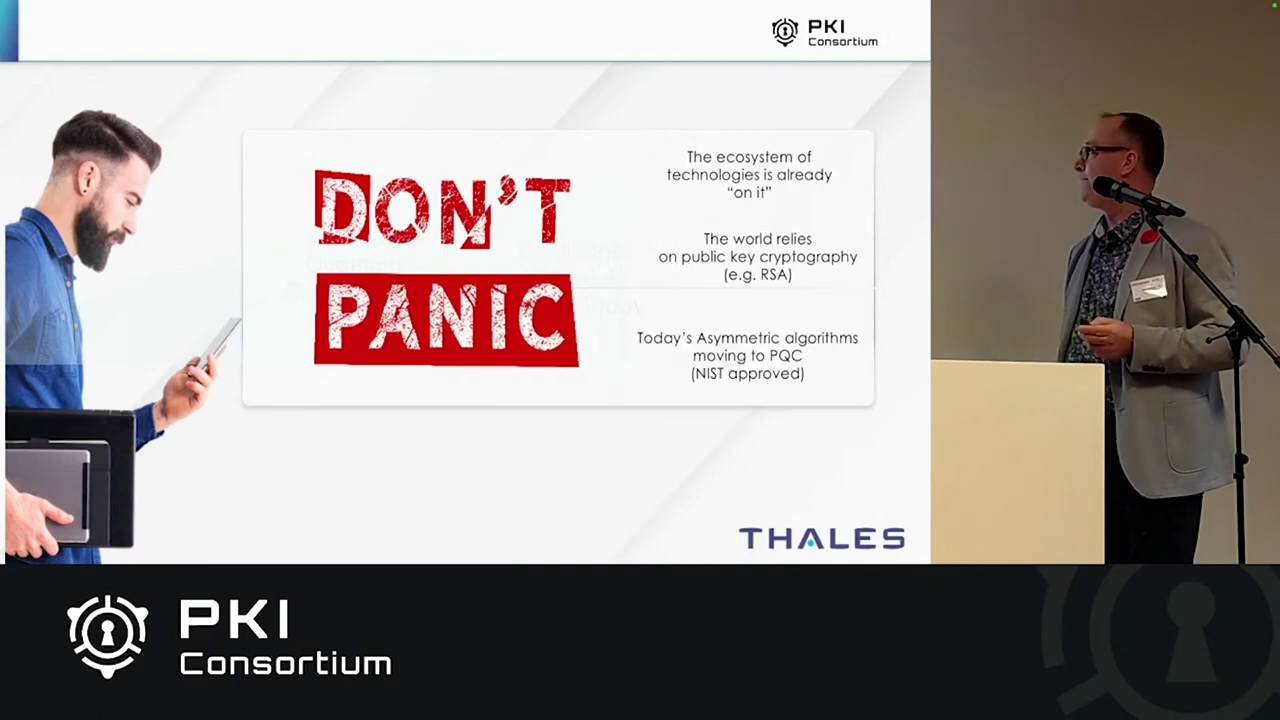 PKI
Consortium
DON'T
PANIC
The ecosystem of
technologies is already
“on it”
The world relies
on public key cryptography
(e.g. RSA)
Today’s Asymmetric algorithms
moving to PQC
(NIST approved)
THALES
PKI
Consortium